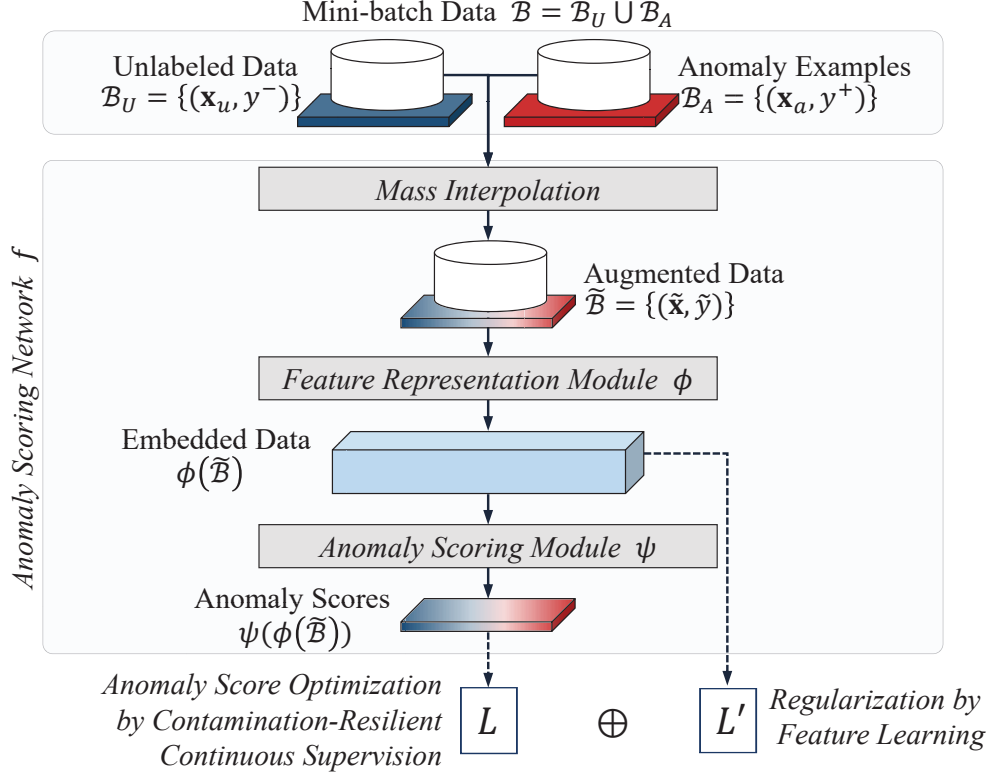 Mini-batch Data ℬ = ℬ_U ⋃ ℬ_A
Unlabeled Data
ℬ_U = {(𝐱_u, y⁻)}
Anomaly Examples
ℬ_A = {(𝐱_a, y⁺)}
Anomaly Scoring Network f
Mass Interpolation
Augmented Data
ℬ̃ = {(𝐱̃, ỹ)}
Feature Representation Module ϕ
Embedded Data
ϕ(ℬ̃)
Anomaly Scoring Module ψ
Anomaly Scores
ψ(ϕ(ℬ̃))
Anomaly Score Optimization
by Contamination-Resilient
Continuous Supervision
L
⊕
L′
Regularization by
Feature Learning